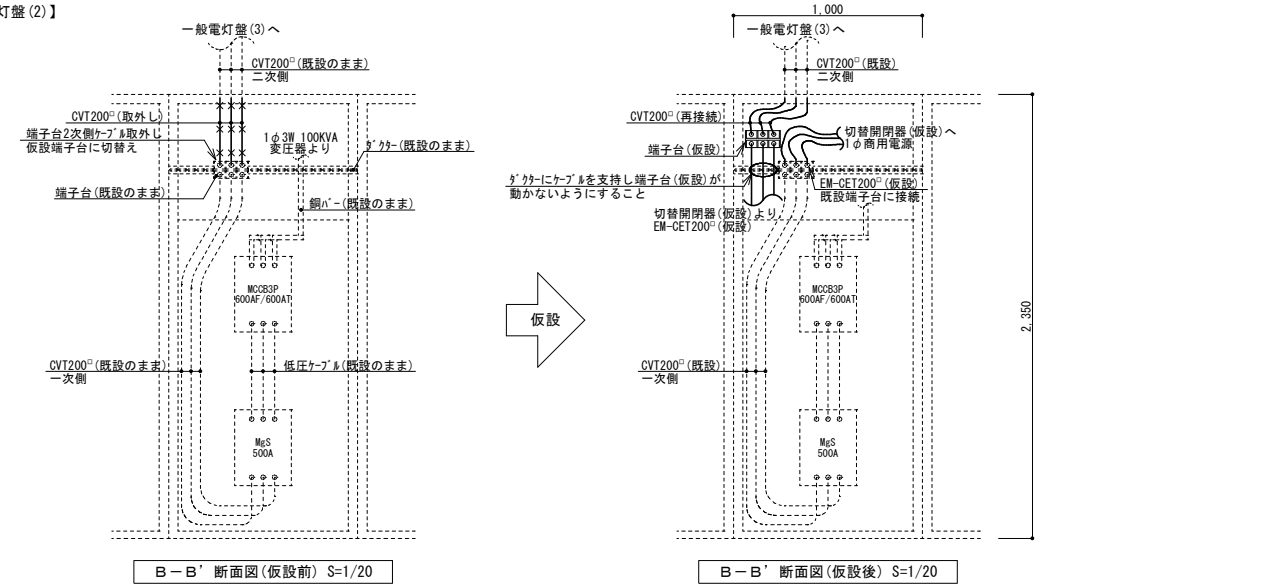 灯盤(2)】
一般電灯盤(3)へ
CVT200□(既設のまま)
二次側
CVT200□(取外し)
端子台2次側ケーブル取外し
仮設端子台に切替え
1φ3W 100KVA
変圧器より
ダクター(既設のまま)
端子台(既設のまま)
銅バー(既設のまま)
MCCB3P
600AF/600AT
CVT200□(既設のまま)
一次側
低圧ケーブル(既設のまま)
MgS
500A
B-B' 断面図(仮設前) S=1/20
仮設
1,000
一般電灯盤(3)へ
CVT200□(既設)
二次側
CVT200□(再接続)
切替開閉器(仮設)へ
1φ商用電源
端子台(仮設)
ダクターにケーブルを支持し端子台(仮設)が
動かないようにすること
EM-CET200□(仮設)
既設端子台に接続
切替開閉器(仮設)より
EM-CET200□(仮設)
MCCB3P
600AF/600AT
2,350
CVT200□(既設)
一次側
MgS
500A
B-B' 断面図(仮設後) S=1/20